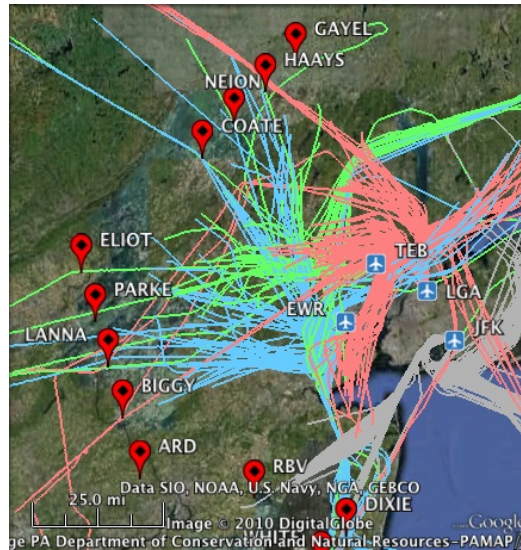 GAYEL
HAAYS
NEION
COATE
ELIOT
TEB
PARKE
EWR
LGA
LANNA
JFK
BIGGY
ARD
RBV
Data SIO, NOAA, U.S. Navy, NGA, GEBCO
25.0 mi
DIXIE
Image © 2010 DigitalGlobe
Google
WHITE
ge PA Department of Conservation and Natural Resources-PAMAP/